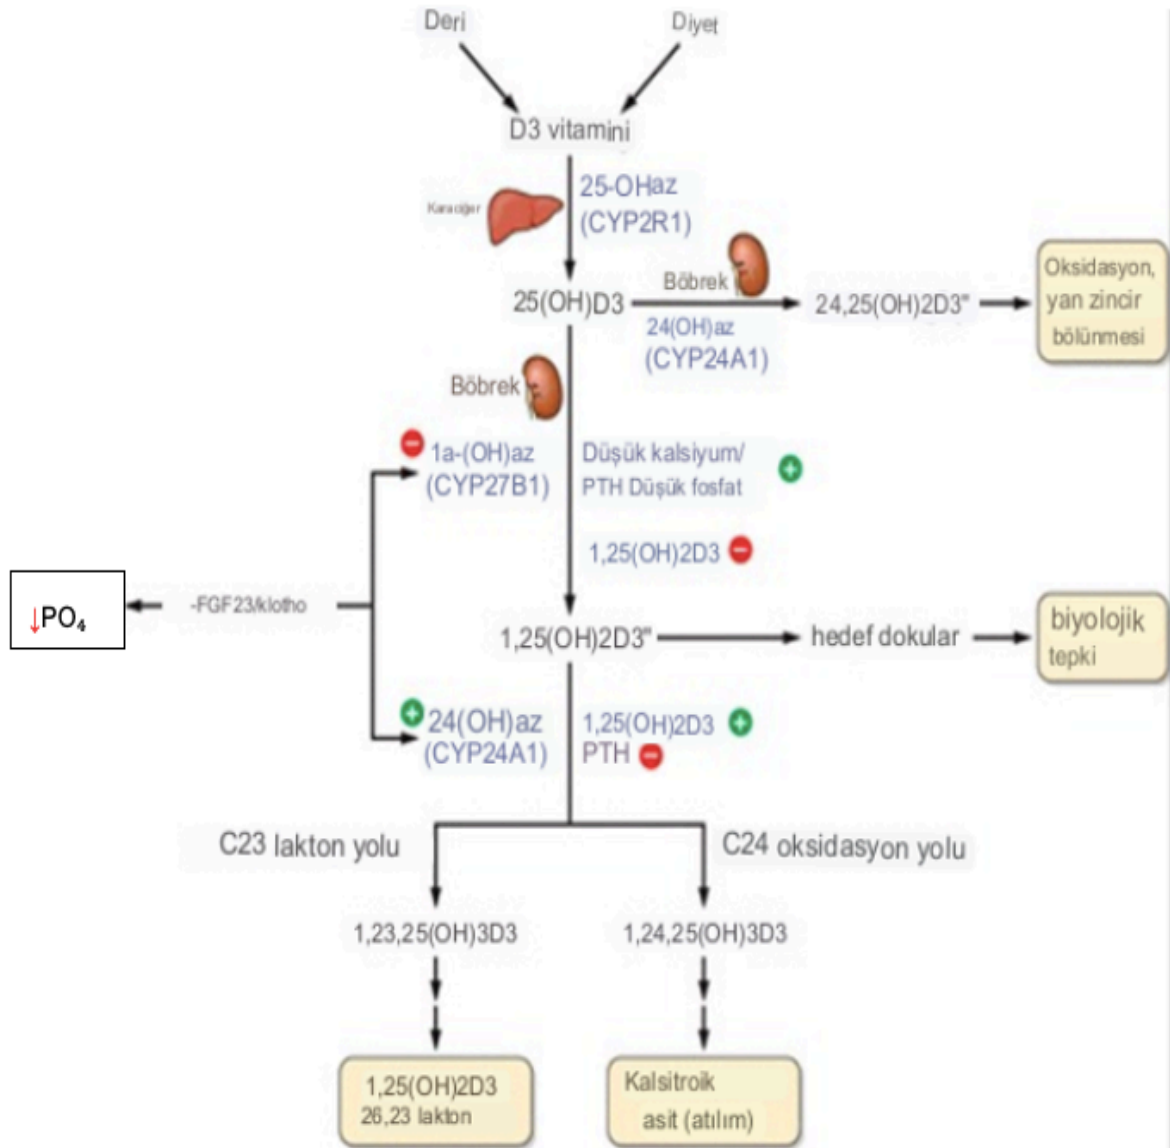 Deri
Diyet
D3 vitamini
Karaciğer
25-OHaz
(CYP2R1)
25(OH)D3
Böbrek
24(OH)az
(CYP24A1)
24,25(OH)2D3"
Oksidasyon,
yan zincir
bölünmesi
Böbrek
1a-(OH)az
(CYP27B1)
Düşük kalsiyum/
PTH Düşük fosfat
1,25(OH)2D3
↓PO₄
-FGF23/klotho
1,25(OH)2D3"
hedef dokular
biyolojik
tepki
24(OH)az
(CYP24A1)
1,25(OH)2D3
PTH
C23 lakton yolu
C24 oksidasyon yolu
1,23,25(OH)3D3
1,24,25(OH)3D3
1,25(OH)2D3
26,23 lakton
Kalsitroik
asit (atılım)